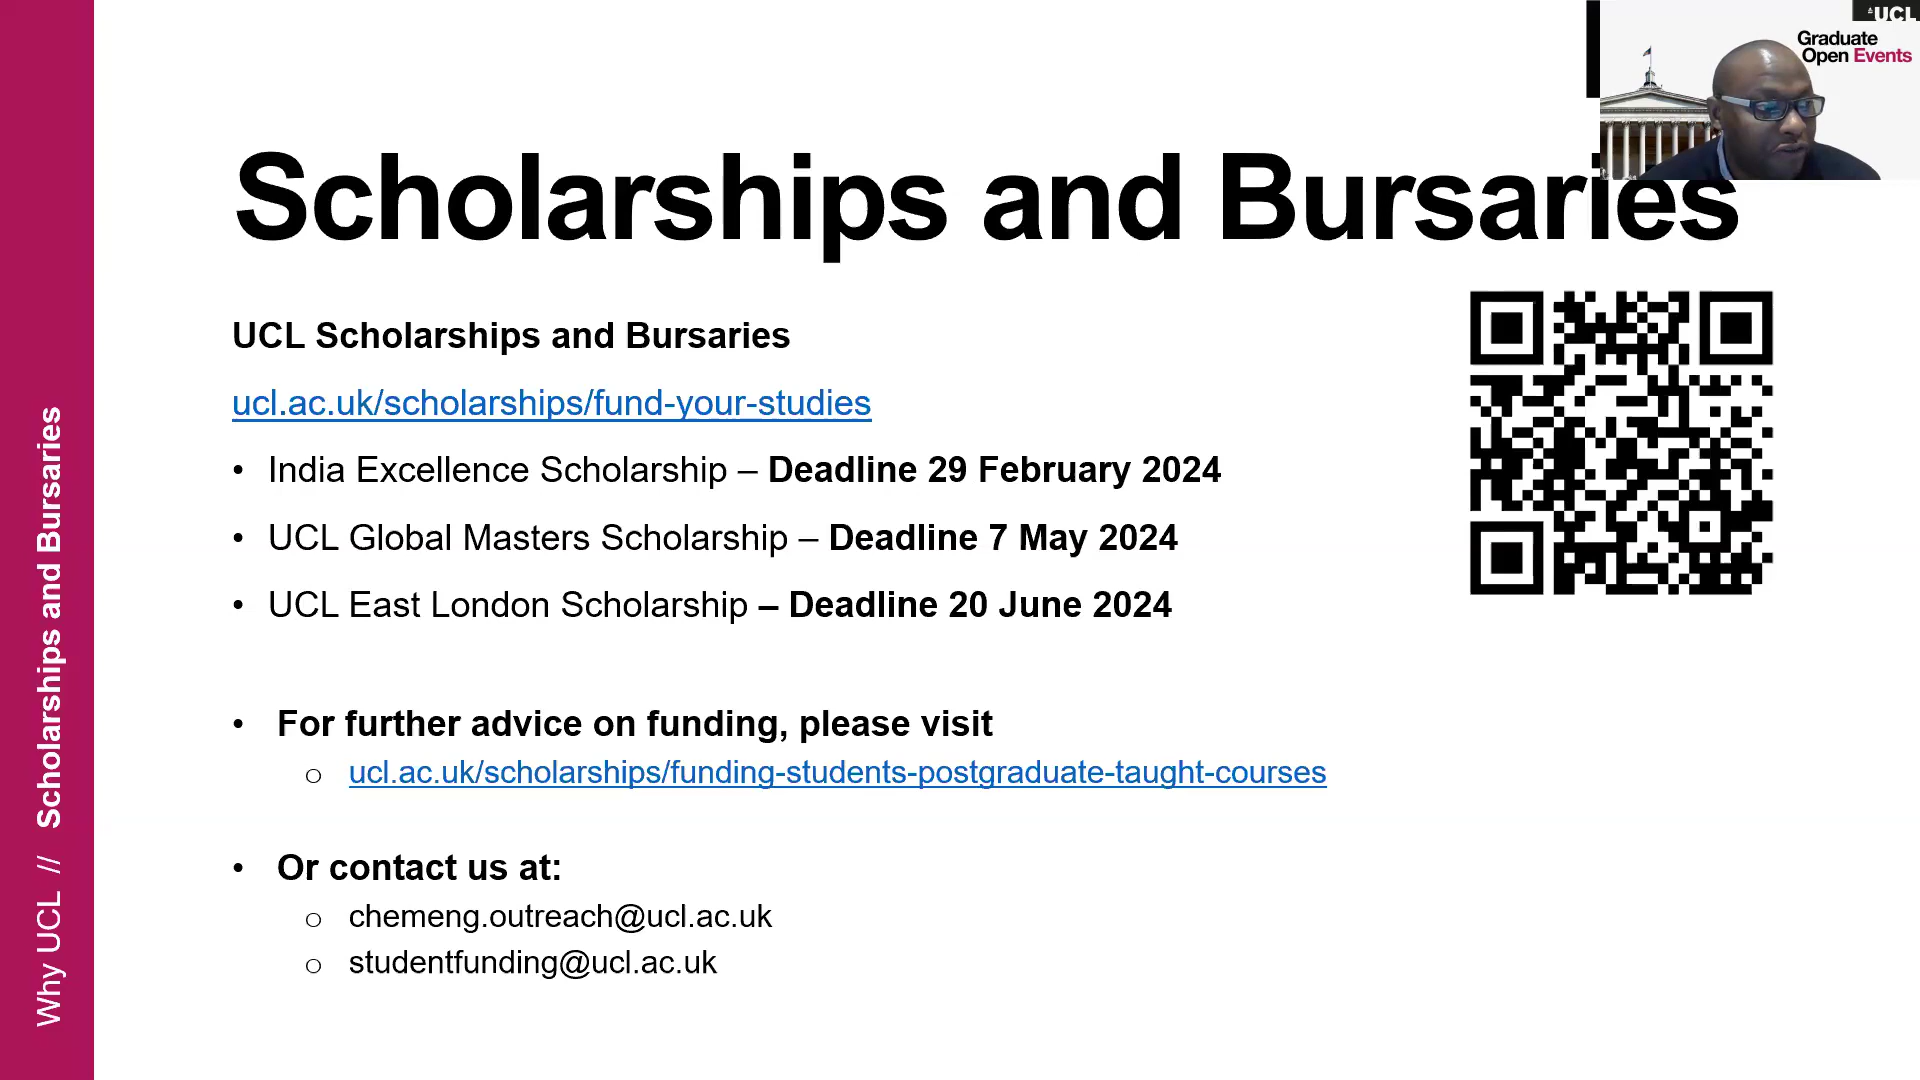 UCL
Graduate
Open Events
Scholarships and Bursaries
UCL Scholarships and Bursaries
ucl.ac.uk/scholarships/fund-your-studies
• India Excellence Scholarship – Deadline 29 February 2024
• UCL Global Masters Scholarship – Deadline 7 May 2024
• UCL East London Scholarship – Deadline 20 June 2024
• For further advice on funding, please visit
o ucl.ac.uk/scholarships/funding-students-postgraduate-taught-courses
• Or contact us at:
o chemeng.outreach@ucl.ac.uk
o studentfunding@ucl.ac.uk
Why UCL // Scholarships and Bursaries